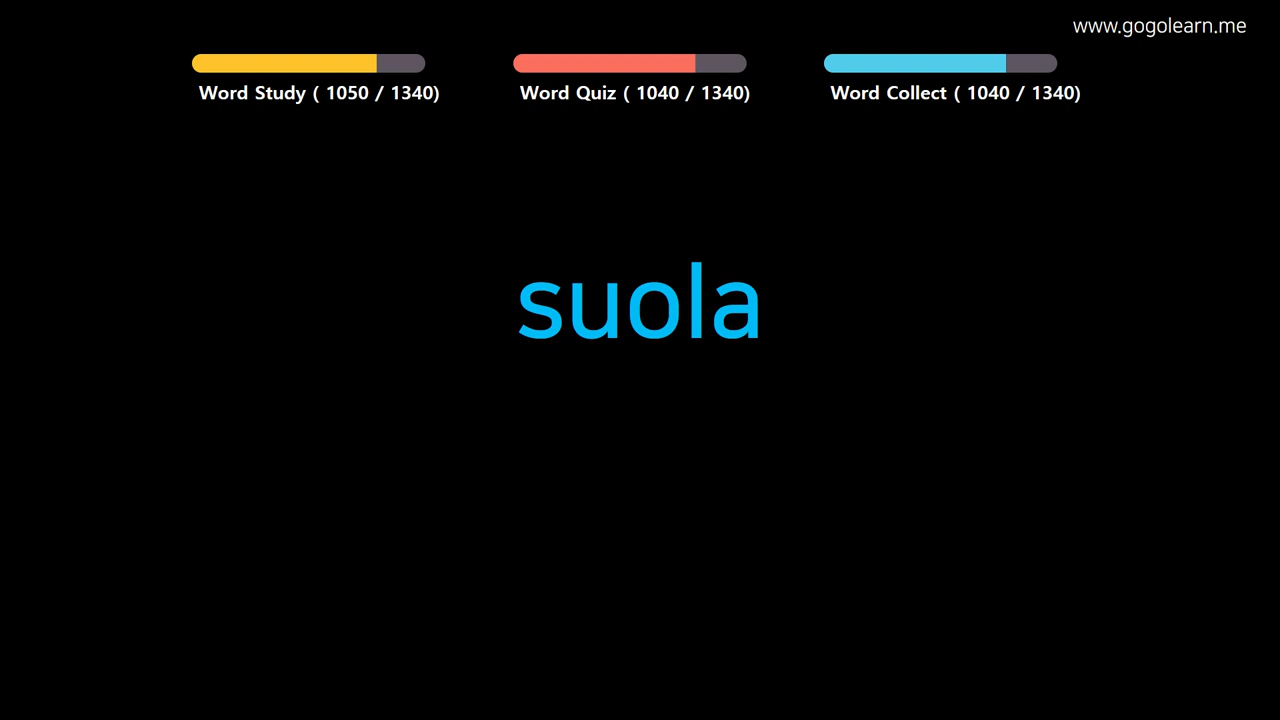 www.gogolearn.me
Word Study ( 1050 / 1340)
Word Quiz ( 1040 / 1340)
Word Collect ( 1040 / 1340)
suola